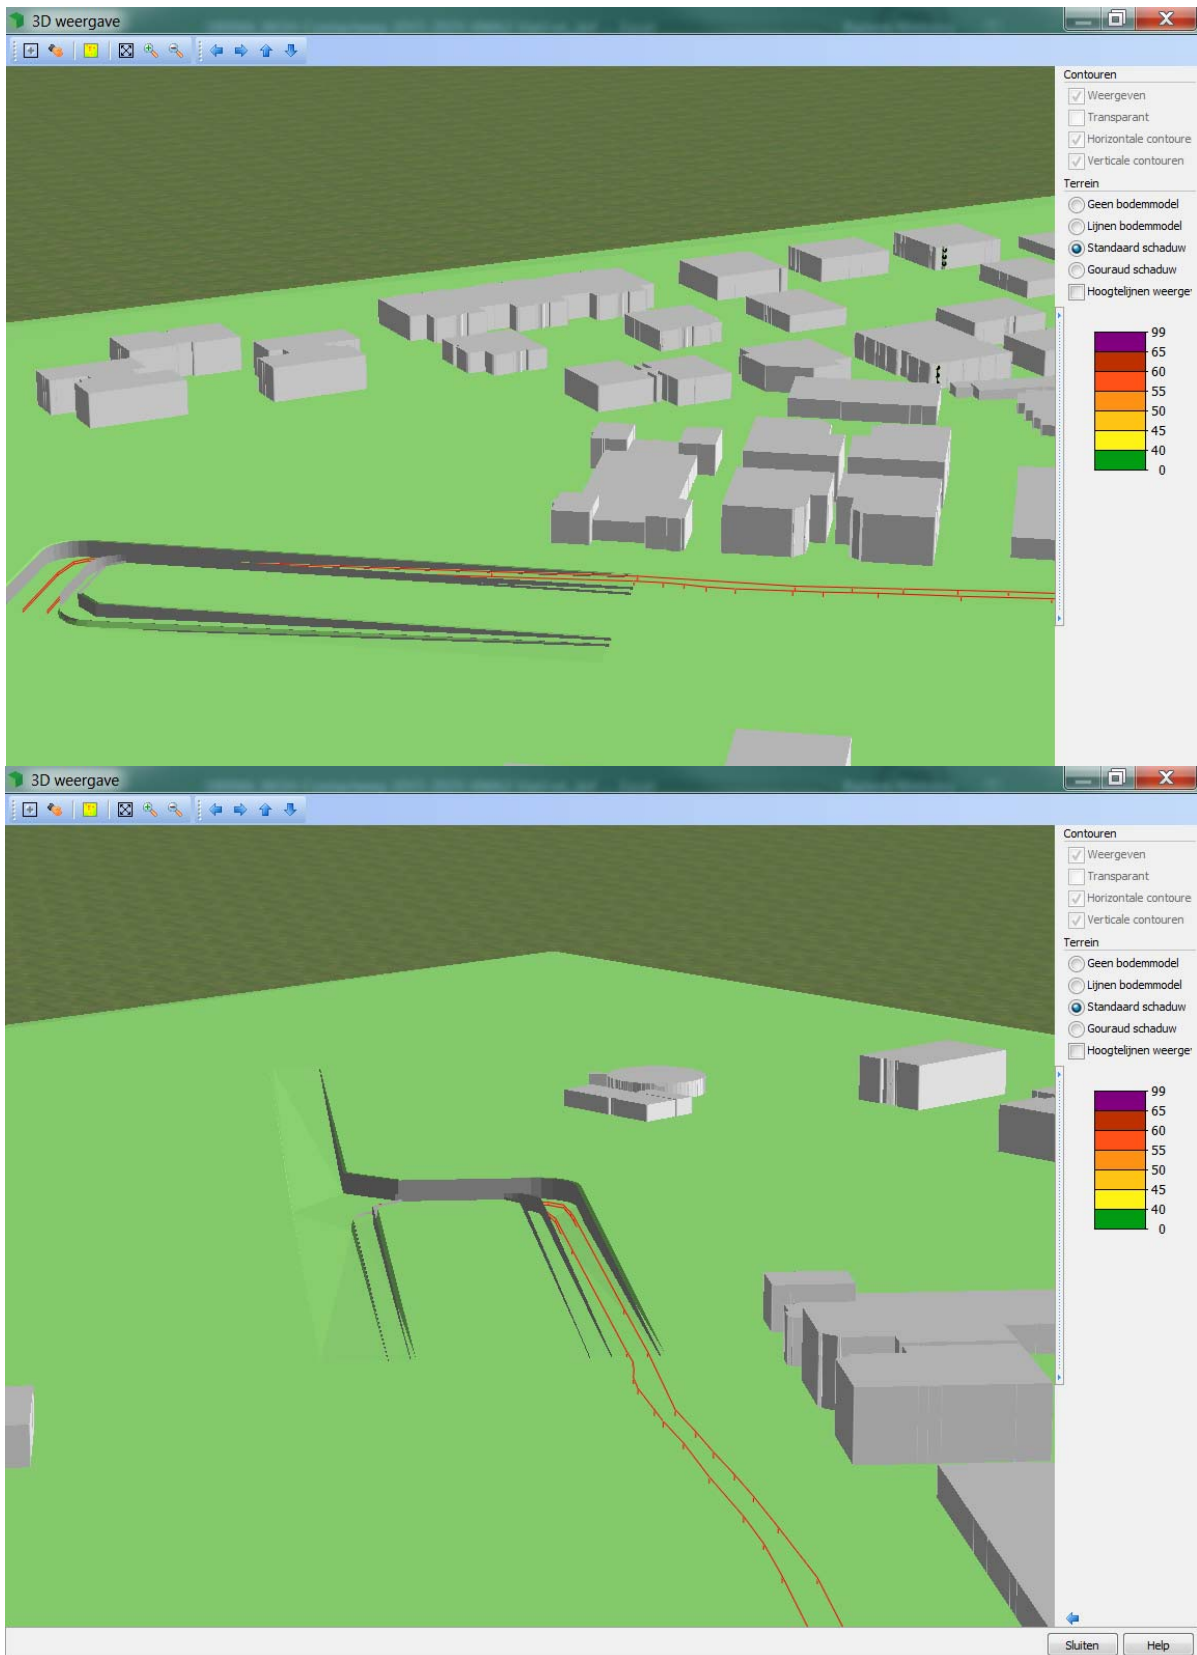 3D weergave
Contouren
Weergeven
Transparant
Horizontale contoure
Verticale contouren
Terrein
Geen bodemmodel
Lijnen bodemmodel
Standaard schaduw
Gouraud schaduw
Hoogtelijnen weerge
99
65
60
55
50
45
40
0
3D weergave
Contouren
Weergeven
Transparant
Horizontale contoure
Verticale contouren
Terrein
Geen bodemmodel
Lijnen bodemmodel
Standaard schaduw
Gouraud schaduw
Hoogtelijnen weerge
99
65
60
55
50
45
40
0
Sluiten Help